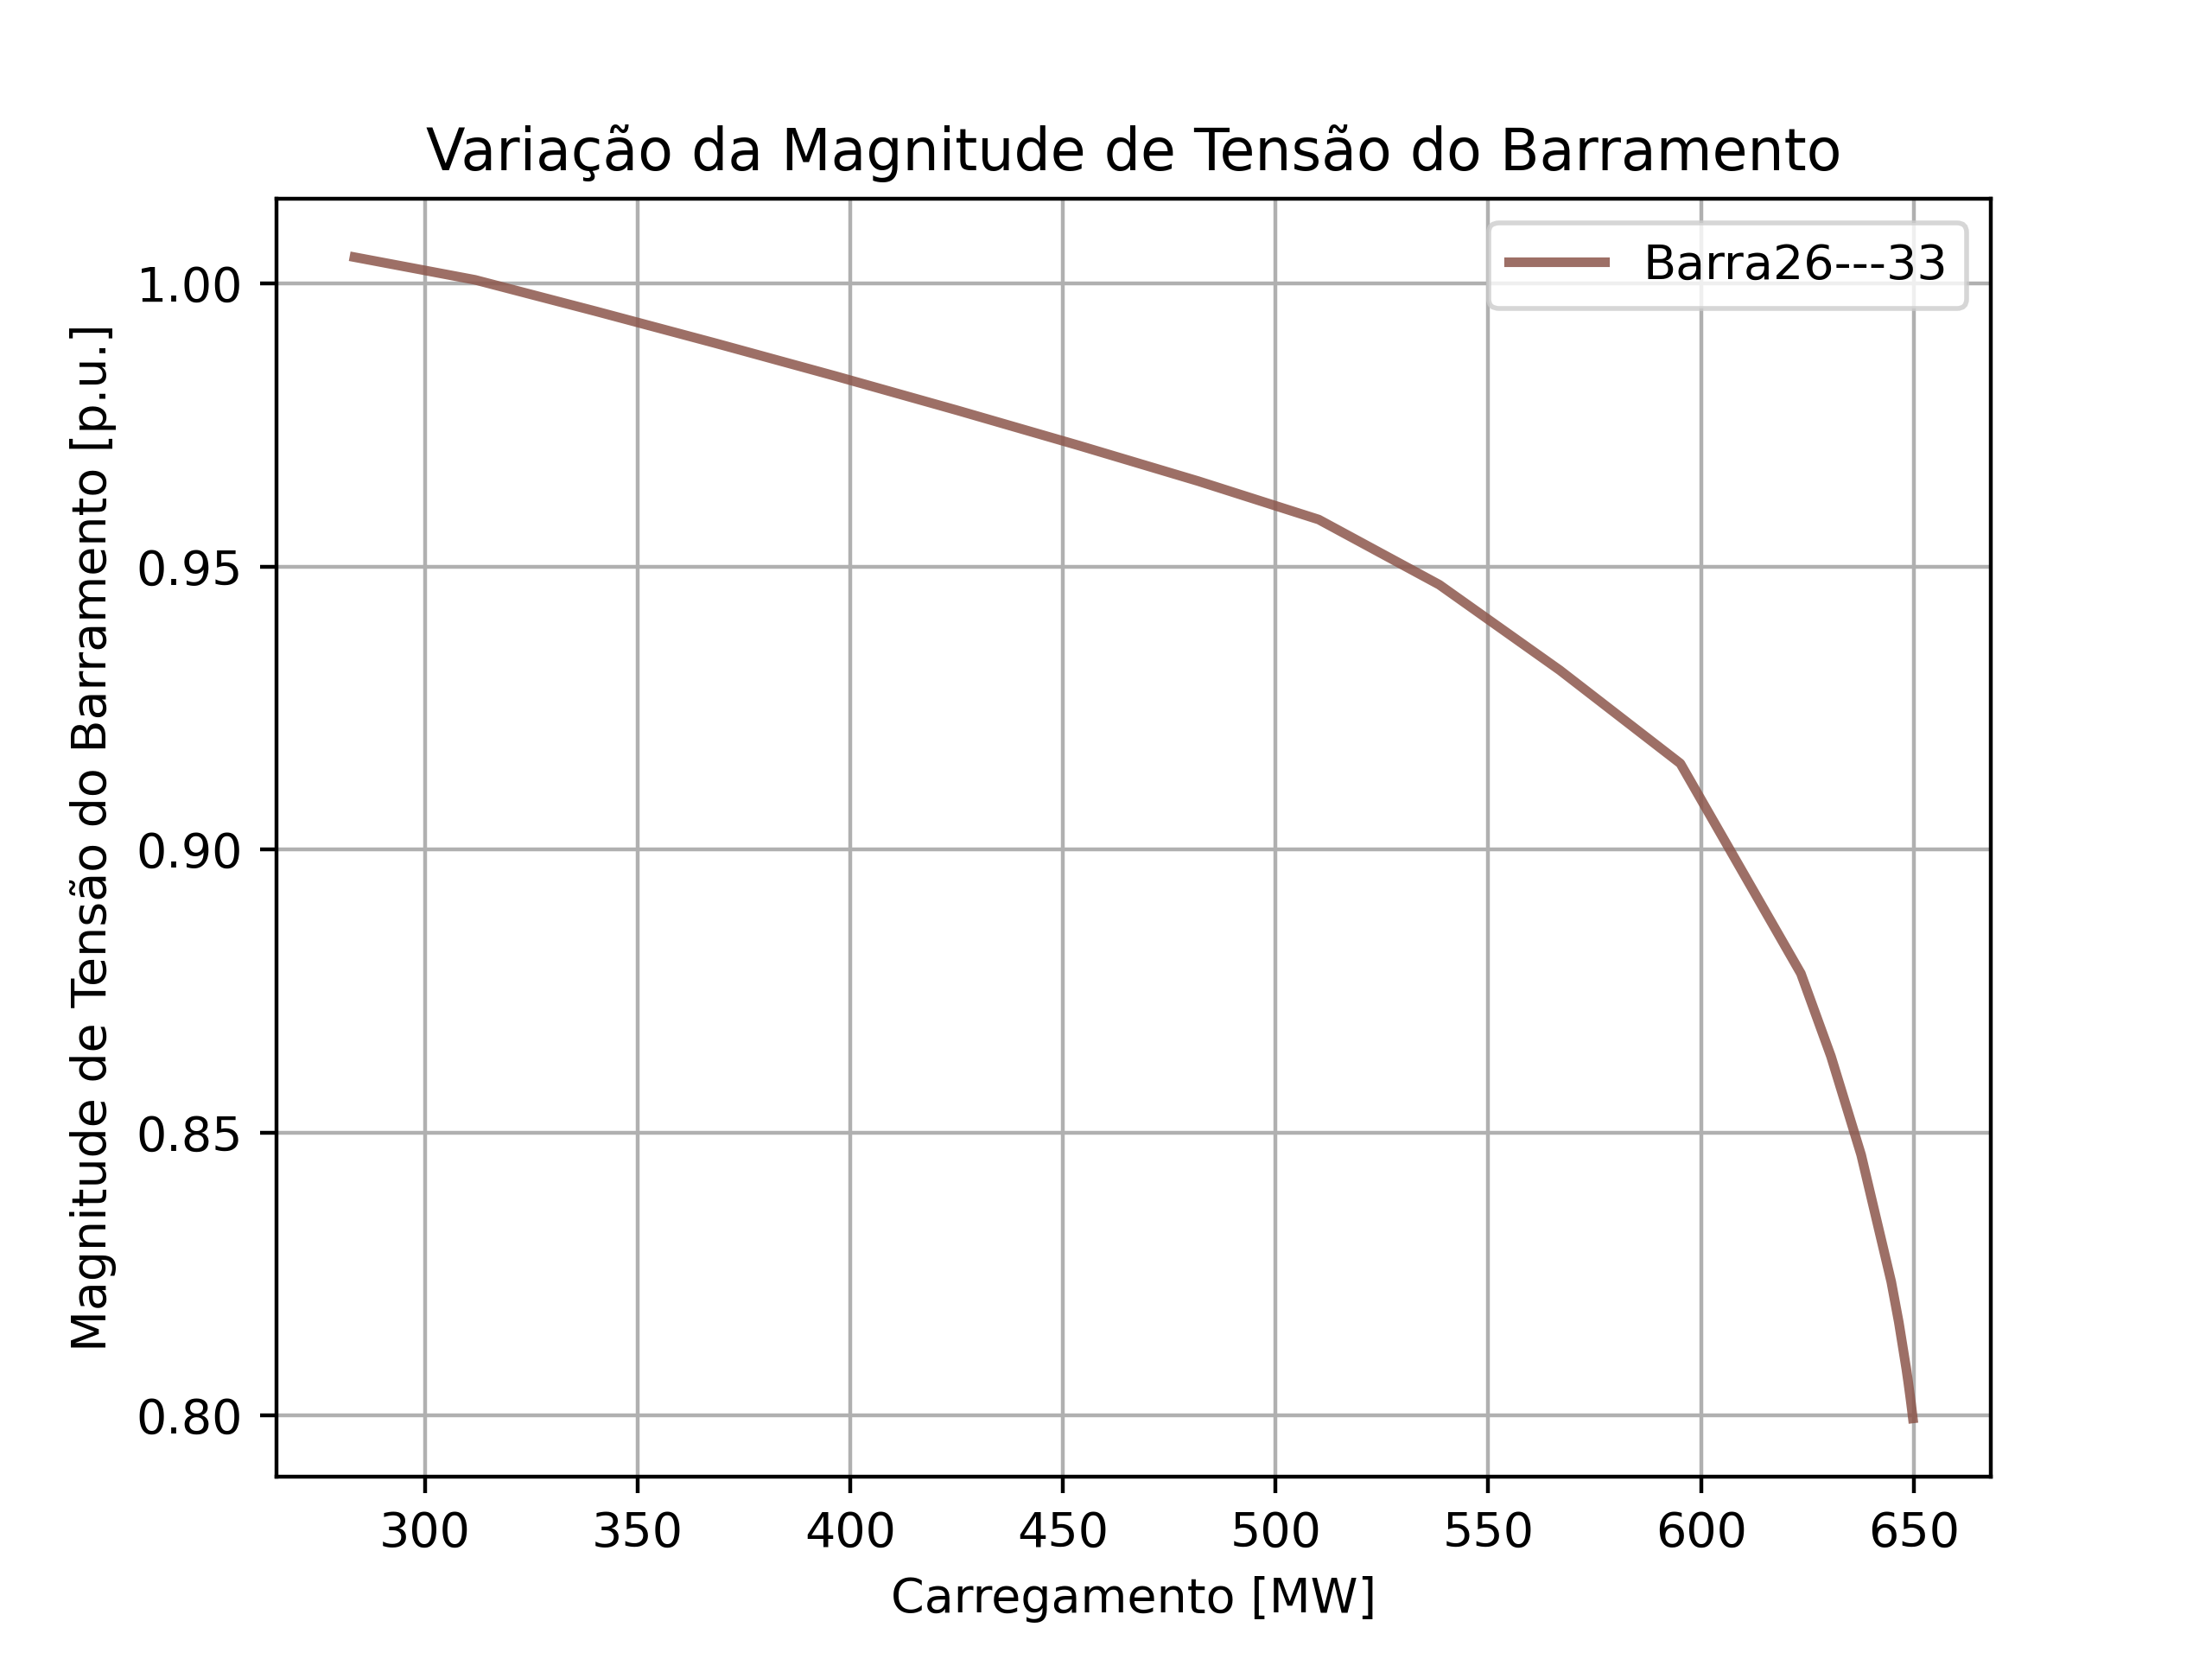 Variação da Magnitude de Tensão do Barramento
Barra26---33
Magnitude de Tensão do Barramento [p.u.]
1.00
0.95
0.90
0.85
0.80
300 350 400 450 500 550 600 650
Carregamento [MW]